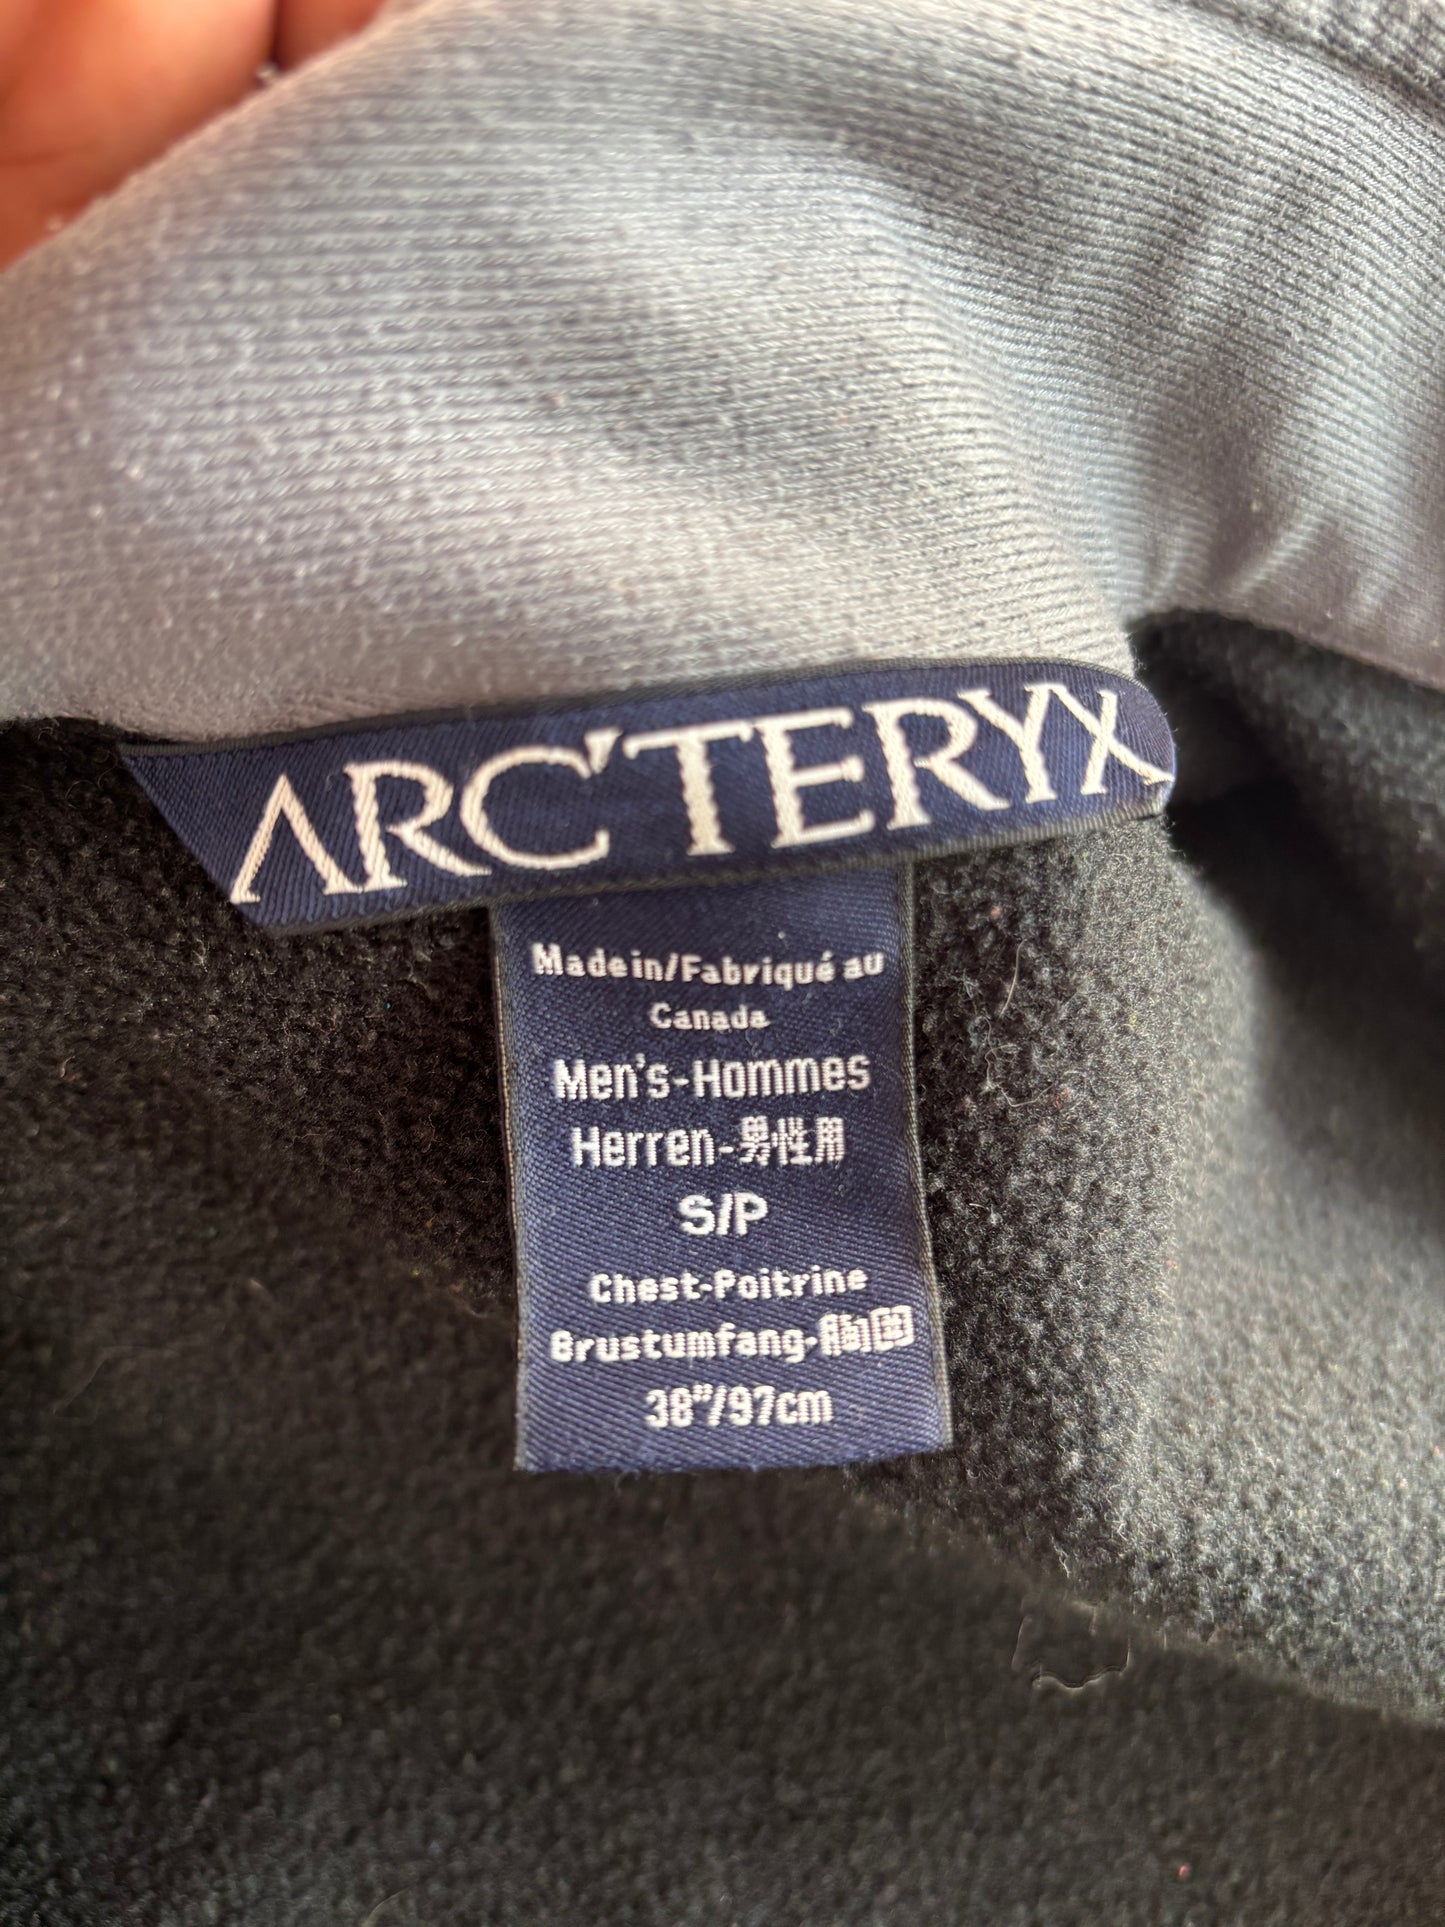 ARC'TERYX
Made in/Fabriqué au
Canada
Men's-Hommes
Herren-男性用
S/P
Chest-Poitrine
Brustumfang-胸囲
38"/97cm